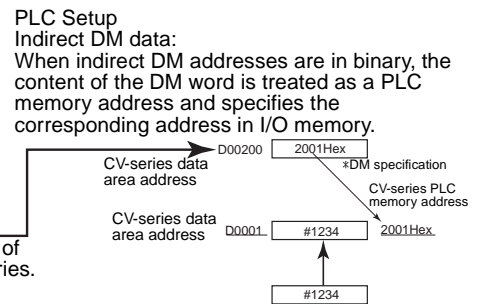 PLC Setup
Indirect DM data:
When indirect DM addresses are in binary, the
content of the DM word is treated as a PLC
memory address and specifies the
corresponding address in I/O memory.
CV-series data
area address
D00200
2001Hex
*DM specification
CV-series PLC
memory address
CV-series data
area address
D0001
#1234
2001Hex
of
ries.
#1234